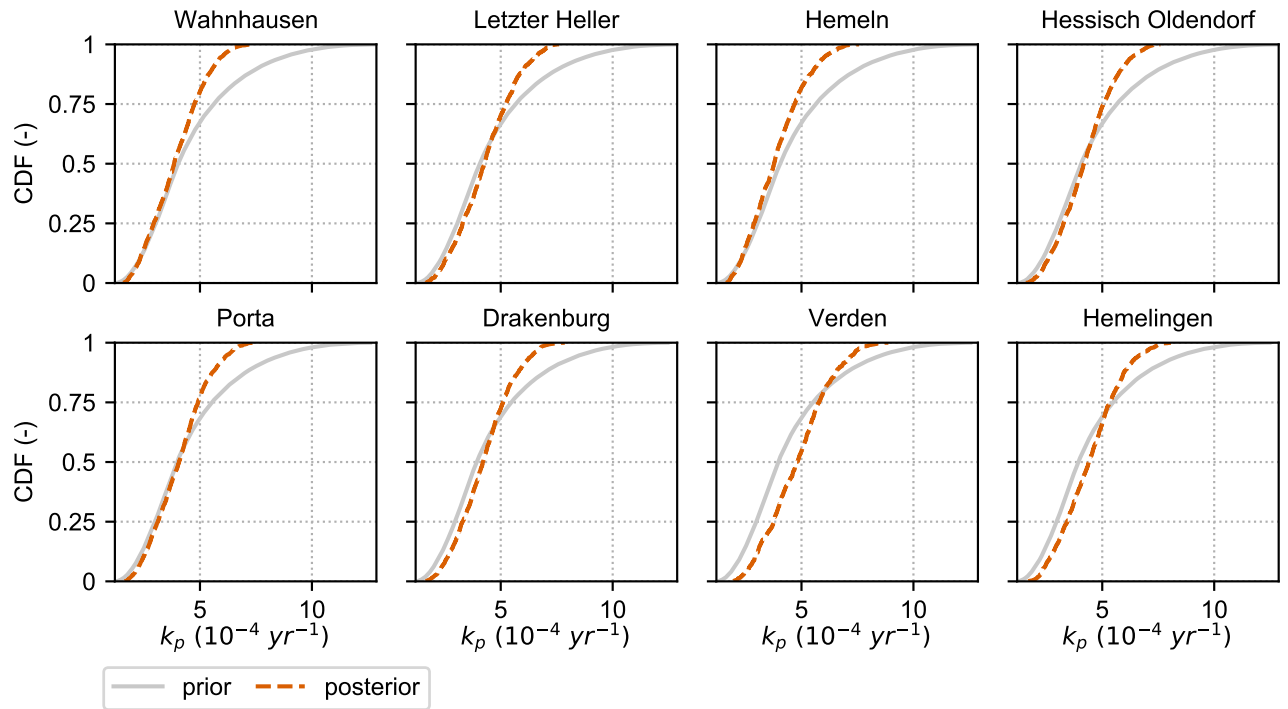 Wahnhausen Letzter Heller Hemeln Hessisch Oldendorf
1
0.75
0.5
0.25
0
CDF (-)
Porta Drakenburg Verden Hemelingen
1
0.75
0.5
0.25
0
CDF (-)
5 10 5 10 5 10 5 10
k_p (10^{-4} yr^{-1}) k_p (10^{-4} yr^{-1}) k_p (10^{-4} yr^{-1}) k_p (10^{-4} yr^{-1})
prior posterior